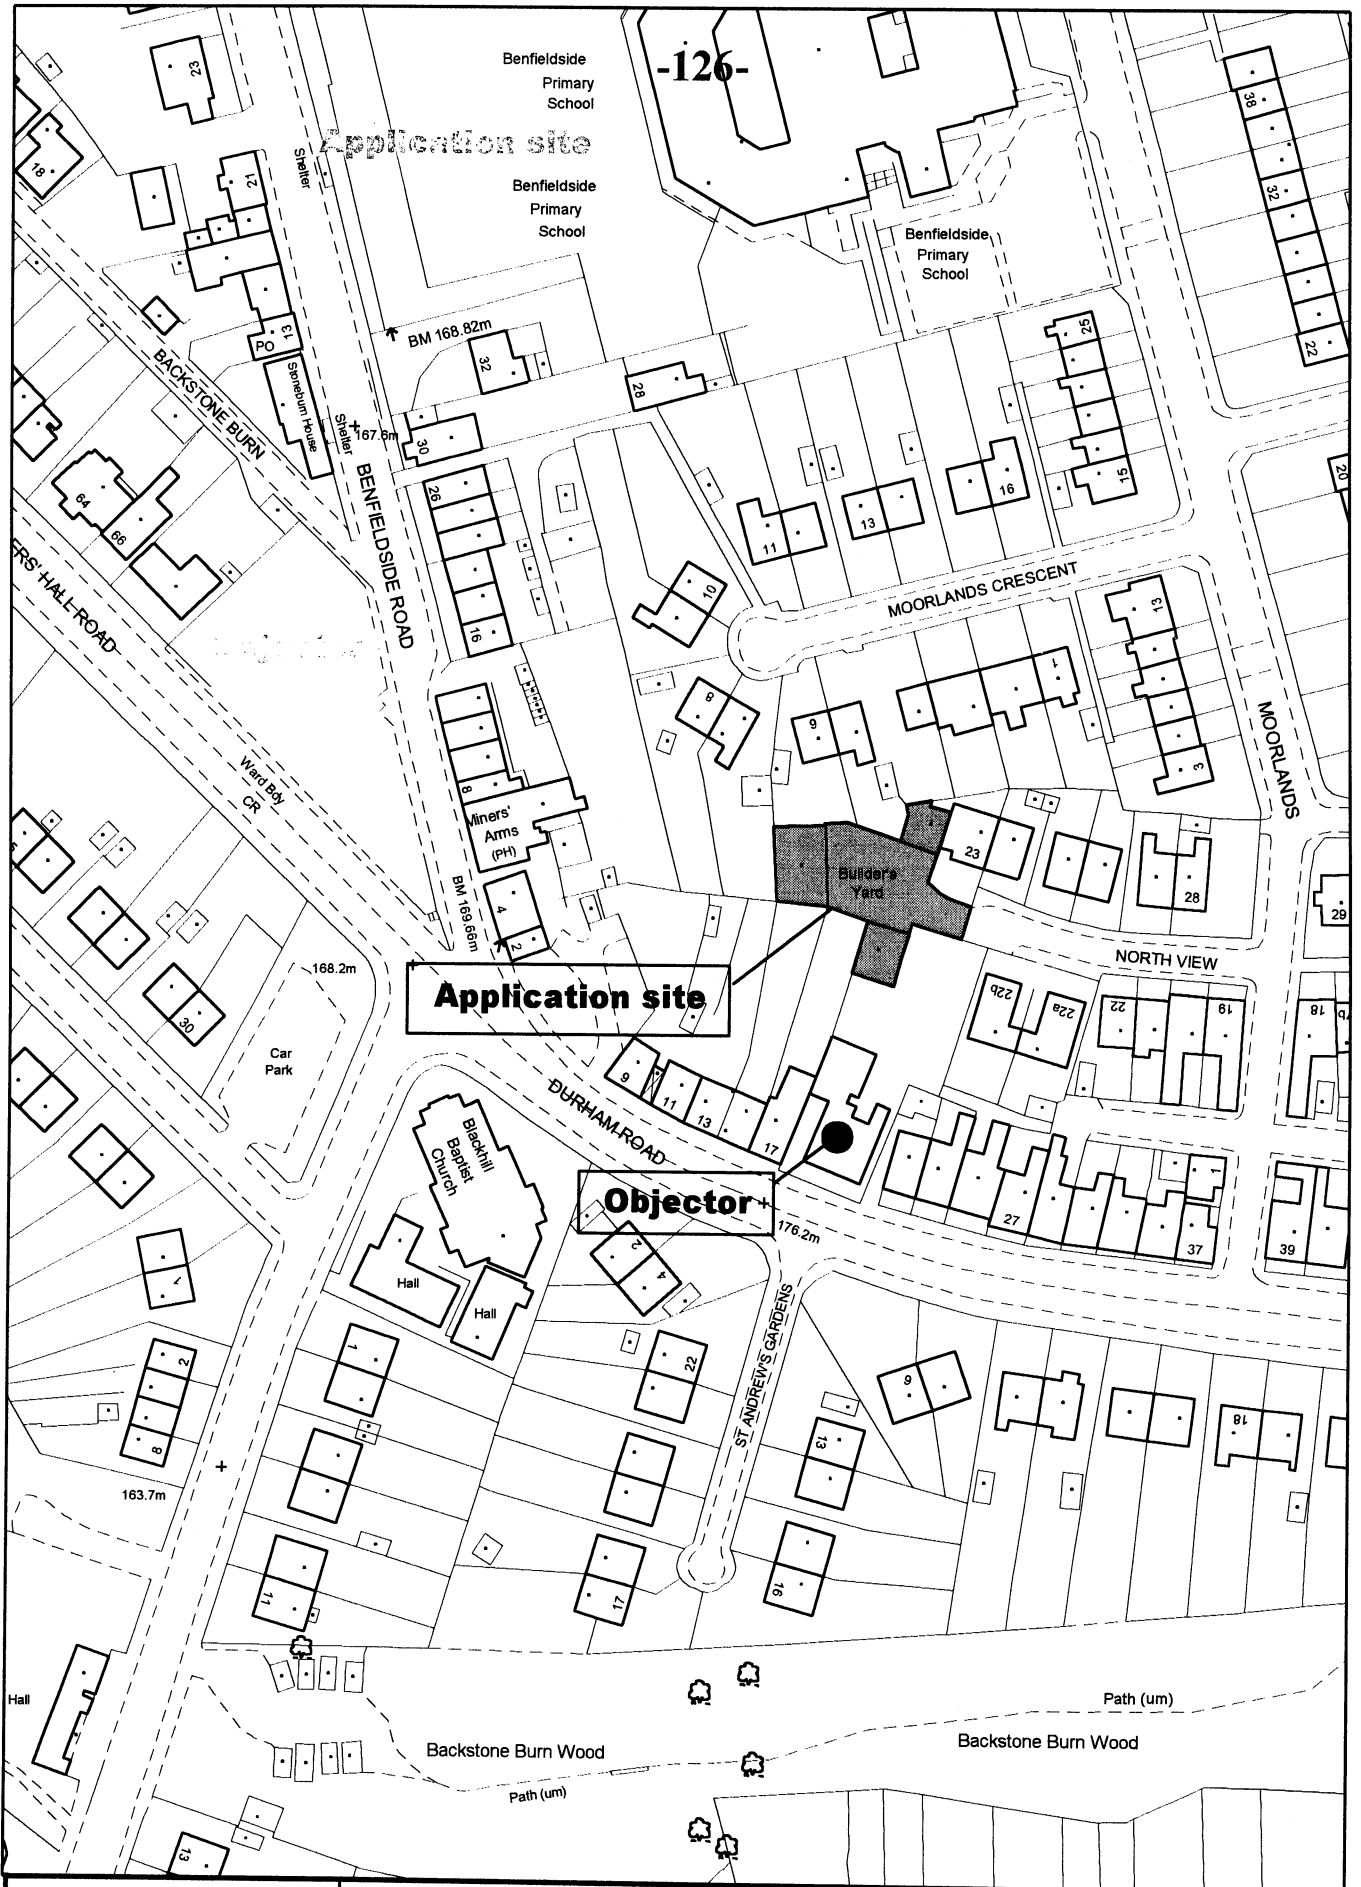 -126-
Benfieldside
Primary
School
Application site
Benfieldside
Primary
School
Benfieldside
Primary
School
23
18
21
Shelter
38
32
22
25
15
20
13
PO
Stoneburn House
Shelter
167.6m
BM 168.82m
32
28
30
26
16
BACKSTONE BURN
BENFIELDSIDE ROAD
64
66
ERS' HALL ROAD
11
13
16
10
MOORLANDS CRESCENT
13
1
3
MOORLANDS
8
9
8
Miners'
Arms
(PH)
Ward Bdy
CR
BM 169.66m
4
2
Builder's
Yard
23
28
29
NORTH VIEW
5
30
168.2m
Car
Park
Application site
22b
22a
22
19
18
9
11
13
17
DURHAM ROAD
Blackhill
Baptist
Church
Objector
176.2m
27
37
1
39
Hall
Hall
2
4
ST ANDREW'S GARDENS
1
2
8
1
22
13
9
18
163.7m
11
17
16
Hall
Path (um)
Backstone Burn Wood
Backstone Burn Wood
Path (um)
13